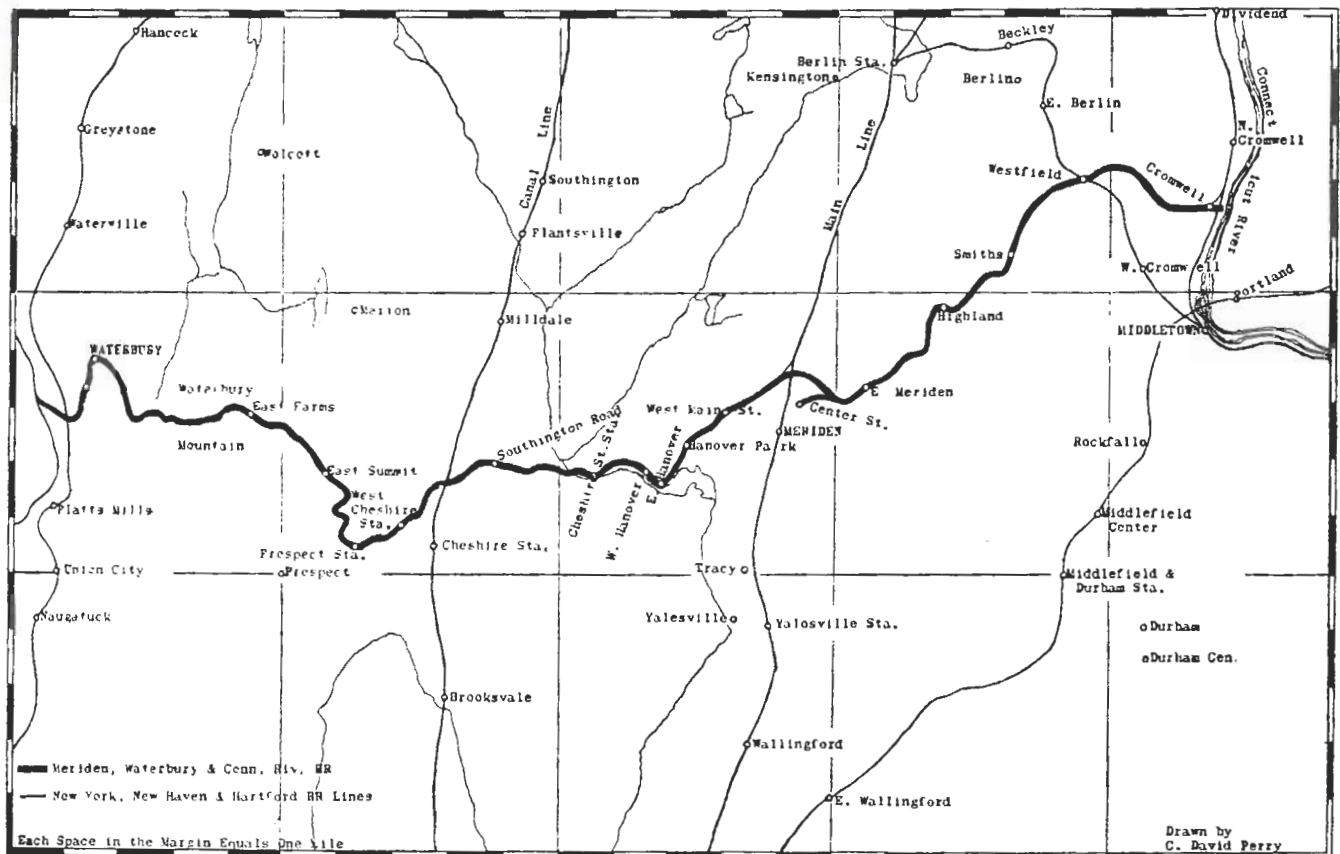 Hancock
Dividend
Beckley
Berlin Sta.
Kensington
Berlin
Connect
icut River
E. Berlin
Greystone
Canal Line
Main Line
N.
Cromwell
Walcott
Southington
Westfield
Cromwell
Waterville
Plantsville
Smiths
W. Cromwell
Portland
Marion
Milldale
Highland
MIDDLETOWN
WATERBURY
Waterbury
Mountain
East Farms
E Meriden
West Main St.
Center St.
MERIDEN
Hanover Park
Rockfall
Southington Road
Cheshire St. Sta.
W. Hanover
E. Hanover
East Summit
West
Cheshire
Sta.
Platts Mills
Middlefield
Center
Prospect Sta.
Cheshire Sta.
Union City
Prospect
Tracy
Middlefield &
Durham Sta.
Naugatuck
Yalesville
Yalosville Sta.
Durham
Durham Cen.
Brooksvale
Wallingford
Meriden, Waterbury & Conn. Riv. RR
New York, New Haven & Hartford RR Lines
E. Wallingford
Each Space in the Margin Equals One Mile
Drawn by
C. David Perry